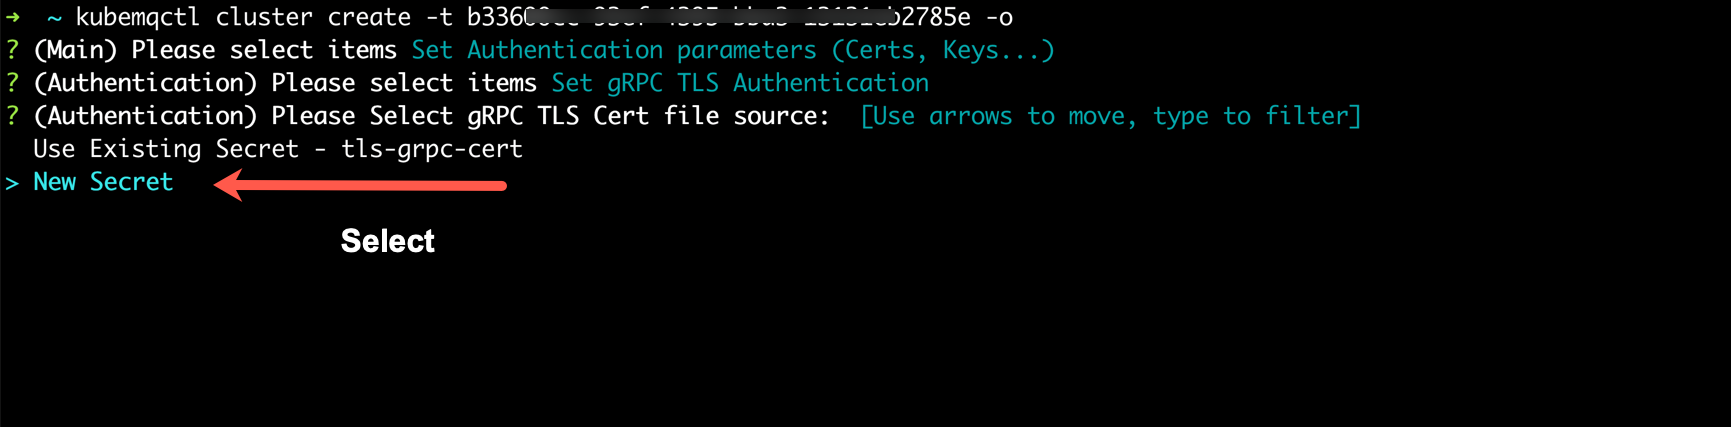 → ~ kubemqctl cluster create -t b336 b2785e -o
? (Main) Please select items Set Authentication parameters (Certs, Keys...)
? (Authentication) Please select items Set gRPC TLS Authentication
? (Authentication) Please Select gRPC TLS Cert file source: [Use arrows to move, type to filter]
Use Existing Secret - tls-grpc-cert
> New Secret
Select